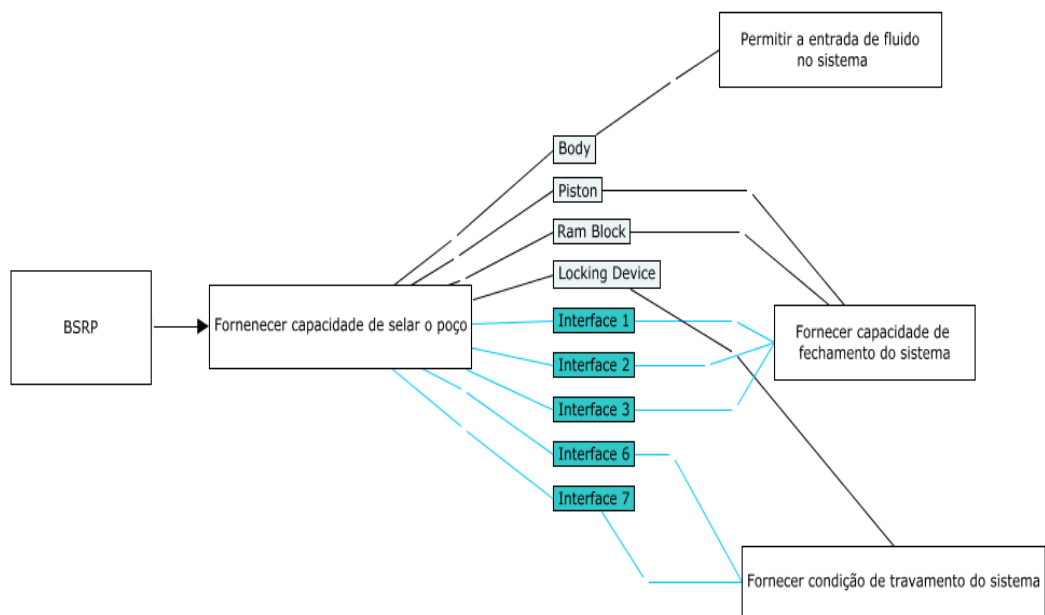 Permitir a entrada de fluido
no sistema
Body
Piston
Ram Block
Locking Device
BSRP
Fornenecer capacidade de selar o poço
Interface 1
Interface 2
Interface 3
Interface 6
Interface 7
Fornecer capacidade de
fechamento do sistema
Fornecer condição de travamento do sistema